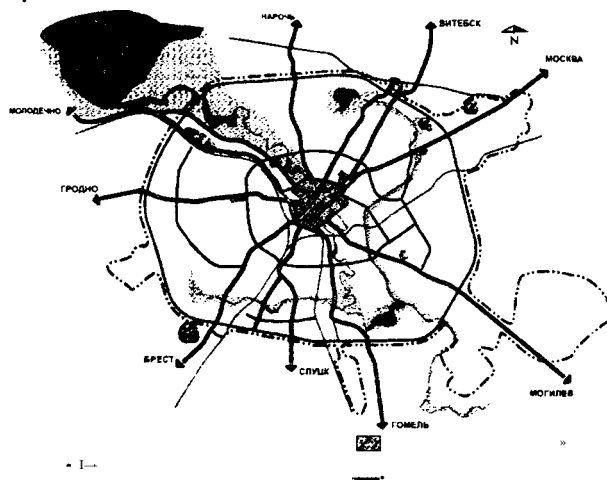 НАРОЧЬ
ВИТЕБСК
N
МОСКВА
МОЛОДЕЧНО
ГРОДНО
БРЕСТ
СЛУЦК
МОГИЛЕВ
ГОМЕЛЬ